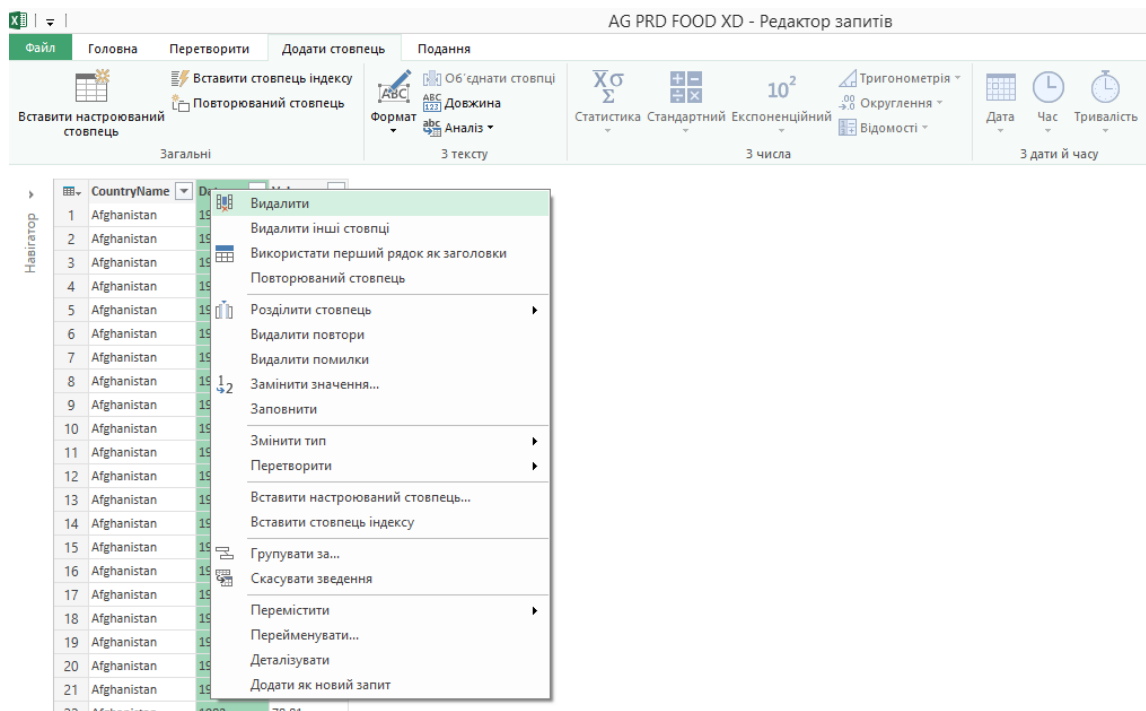 AG PRD FOOD XD - Редактор запитів
Файл Головна Перетворити Додати стовпець Подання
Вставити настроюваний стовпець
Вставити стовпець індексу
Повторюваний стовпець
Загальні
ABC
Формат
Об'єднати стовпці
ABC 123 Довжина
abc Аналіз
З тексту
Статистика
Стандартний
10²
Експоненційний
Тригонометрія
.00 Округлення
Відомості
З числа
Дата
Час
Тривалість
З дати й часу
Навігатор
CountryName
1 Afghanistan
2 Afghanistan
3 Afghanistan
4 Afghanistan
5 Afghanistan
6 Afghanistan
7 Afghanistan
8 Afghanistan
9 Afghanistan
10 Afghanistan
11 Afghanistan
12 Afghanistan
13 Afghanistan
14 Afghanistan
15 Afghanistan
16 Afghanistan
17 Afghanistan
18 Afghanistan
19 Afghanistan
20 Afghanistan
21 Afghanistan
Видалити
Видалити інші стовпці
Використати перший рядок як заголовки
Повторюваний стовпець
Розділити стовпець
Видалити повтори
Видалити помилки
Замінити значення...
Заповнити
Змінити тип
Перетворити
Вставити настроюваний стовпець...
Вставити стовпець індексу
Групувати за...
Скасувати зведення
Перемістити
Перейменувати...
Деталізувати
Додати як новий запит